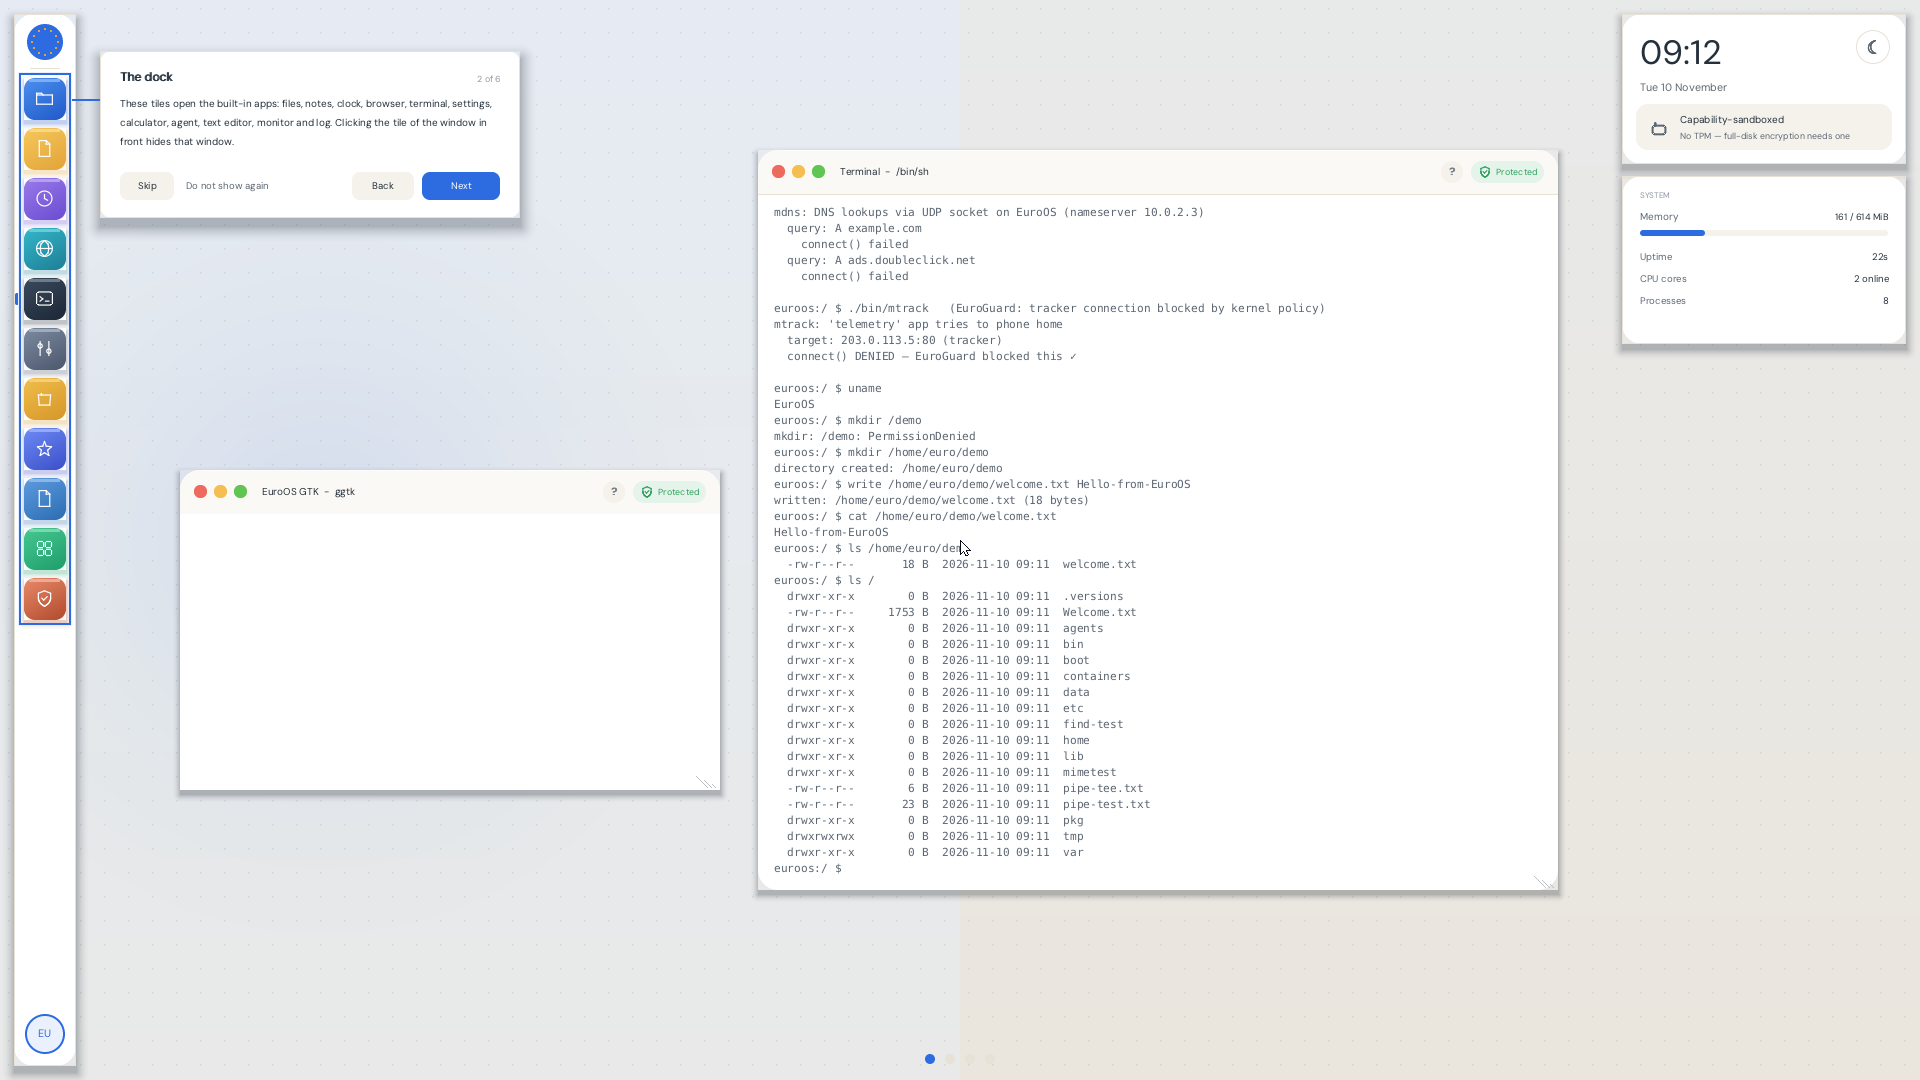 The dock
2 of 6
These tiles open the built-in apps: files, notes, clock, browser, terminal, settings,
calculator, agent, text editor, monitor and log. Clicking the tile of the window in
front hides that window.
Skip
Do not show again
Back
Next
EuroOS GTK - ggtk
?
Protected
Terminal - /bin/sh
?
Protected
mdns: DNS lookups via UDP socket on EuroOS (nameserver 10.0.2.3)
query: A example.com
connect() failed
query: A ads.doubleclick.net
connect() failed
euroos:/ $ ./bin/mtrack (EuroGuard: tracker connection blocked by kernel policy)
mtrack: 'telemetry' app tries to phone home
target: 203.0.113.5:80 (tracker)
connect() DENIED — EuroGuard blocked this ✓
euroos:/ $ uname
EuroOS
euroos:/ $ mkdir /demo
mkdir: /demo: PermissionDenied
euroos:/ $ mkdir /home/euro/demo
directory created: /home/euro/demo
euroos:/ $ write /home/euro/demo/welcome.txt Hello-from-EuroOS
written: /home/euro/demo/welcome.txt (18 bytes)
euroos:/ $ cat /home/euro/demo/welcome.txt
Hello-from-EuroOS
euroos:/ $ ls /home/euro/demo
-rw-r--r-- 18 B 2026-11-10 09:11 welcome.txt
euroos:/ $ ls /
drwxr-xr-x 0 B 2026-11-10 09:11 .versions
-rw-r--r-- 1753 B 2026-11-10 09:11 Welcome.txt
drwxr-xr-x 0 B 2026-11-10 09:11 agents
drwxr-xr-x 0 B 2026-11-10 09:11 bin
drwxr-xr-x 0 B 2026-11-10 09:11 boot
drwxr-xr-x 0 B 2026-11-10 09:11 containers
drwxr-xr-x 0 B 2026-11-10 09:11 data
drwxr-xr-x 0 B 2026-11-10 09:11 etc
drwxr-xr-x 0 B 2026-11-10 09:11 find-test
drwxr-xr-x 0 B 2026-11-10 09:11 home
drwxr-xr-x 0 B 2026-11-10 09:11 lib
drwxr-xr-x 0 B 2026-11-10 09:11 mimetest
-rw-r--r-- 6 B 2026-11-10 09:11 pipe-tee.txt
-rw-r--r-- 23 B 2026-11-10 09:11 pipe-test.txt
drwxr-xr-x 0 B 2026-11-10 09:11 pkg
drwxrwxrwx 0 B 2026-11-10 09:11 tmp
drwxr-xr-x 0 B 2026-11-10 09:11 var
euroos:/ $
09:12
Tue 10 November
Capability-sandboxed
No TPM — full-disk encryption needs one
SYSTEM
Memory 161 / 614 MiB
Uptime 22s
CPU cores 2 online
Processes 8
EU